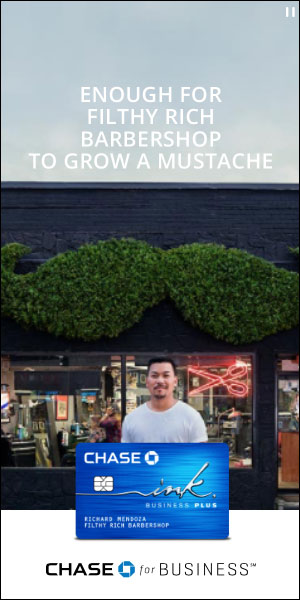 ENOUGH FOR
FILTHY RICH
BARBERSHOP
TO GROW A MUSTACHE
CHASE
ink.
BUSINESS PLUS
RICHARD MENDOZA
FILTHY RICH BARBERSHOP
CHASE for BUSINESS℠